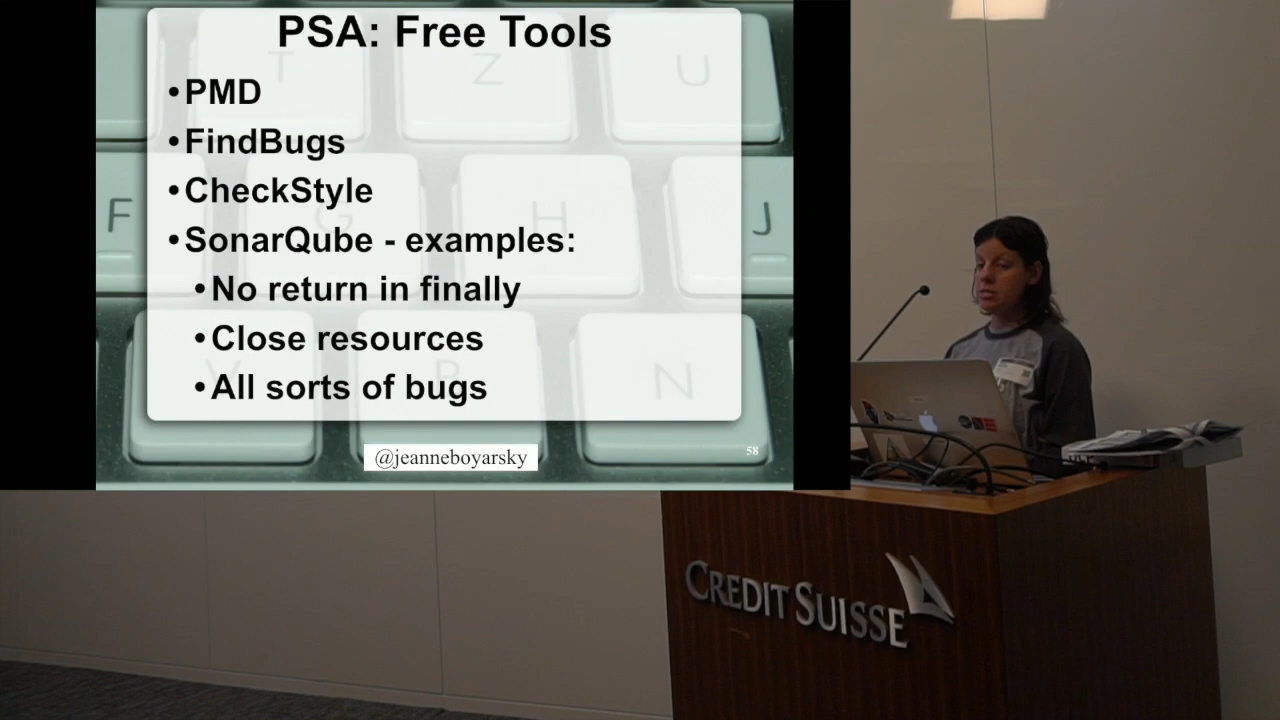 PSA: Free Tools
•PMD
•FindBugs
•CheckStyle
•SonarQube - examples:
•No return in finally
•Close resources
•All sorts of bugs
@jeanneboyarsky
58
T
Z
U
F
G
H
J
V
B
N
CREDIT SUISSE